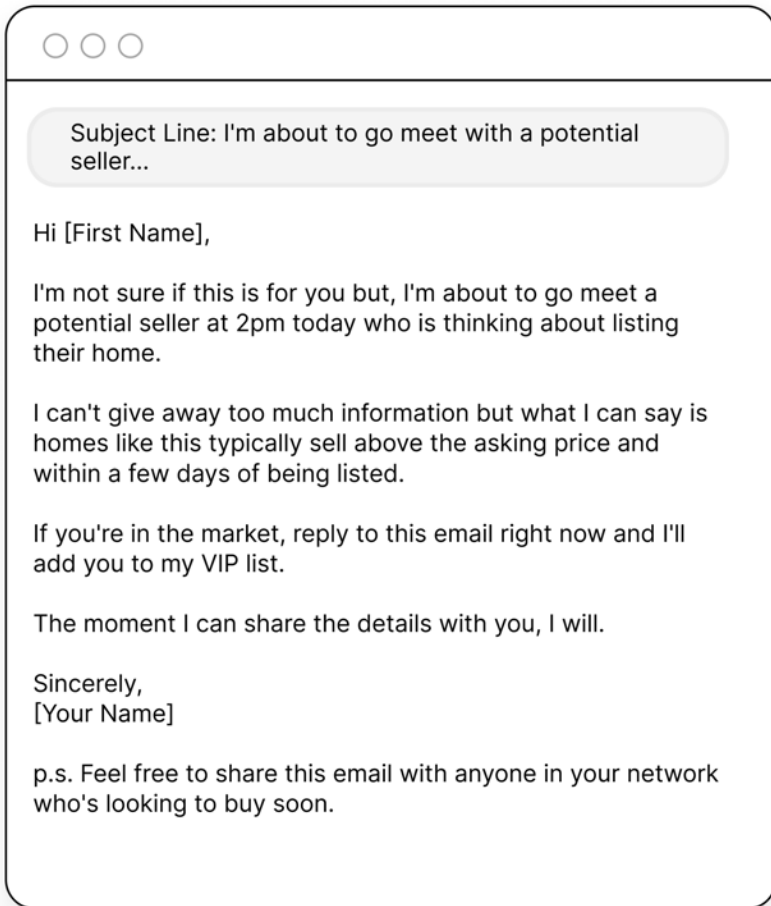 Subject Line: I'm about to go meet with a potential
seller...
Hi [First Name],
I'm not sure if this is for you but, I'm about to go meet a
potential seller at 2pm today who is thinking about listing
their home.
I can't give away too much information but what I can say is
homes like this typically sell above the asking price and
within a few days of being listed.
If you're in the market, reply to this email right now and I'll
add you to my VIP list.
The moment I can share the details with you, I will.
Sincerely,
[Your Name]
p.s. Feel free to share this email with anyone in your network
who's looking to buy soon.